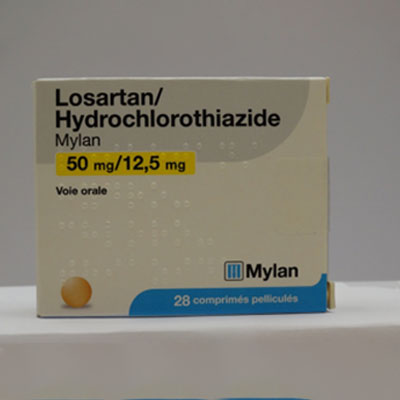 Losartan/
Hydrochlorothiazide
Mylan
50 mg/12,5 mg
Voie orale
Mylan
28 comprimés pelliculés